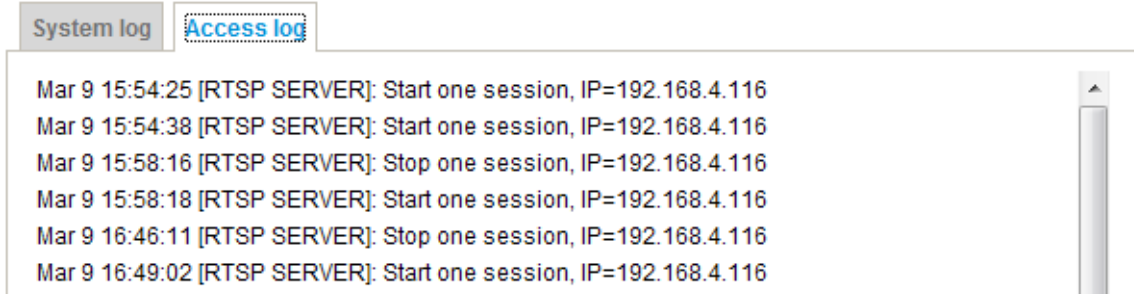 System log Access log
Mar 9 15:54:25 [RTSP SERVER]: Start one session, IP=192.168.4.116
Mar 9 15:54:38 [RTSP SERVER]: Start one session, IP=192.168.4.116
Mar 9 15:58:16 [RTSP SERVER]: Stop one session, IP=192.168.4.116
Mar 9 15:58:18 [RTSP SERVER]: Start one session, IP=192.168.4.116
Mar 9 16:46:11 [RTSP SERVER]: Stop one session, IP=192.168.4.116
Mar 9 16:49:02 [RTSP SERVER]: Start one session, IP=192.168.4.116